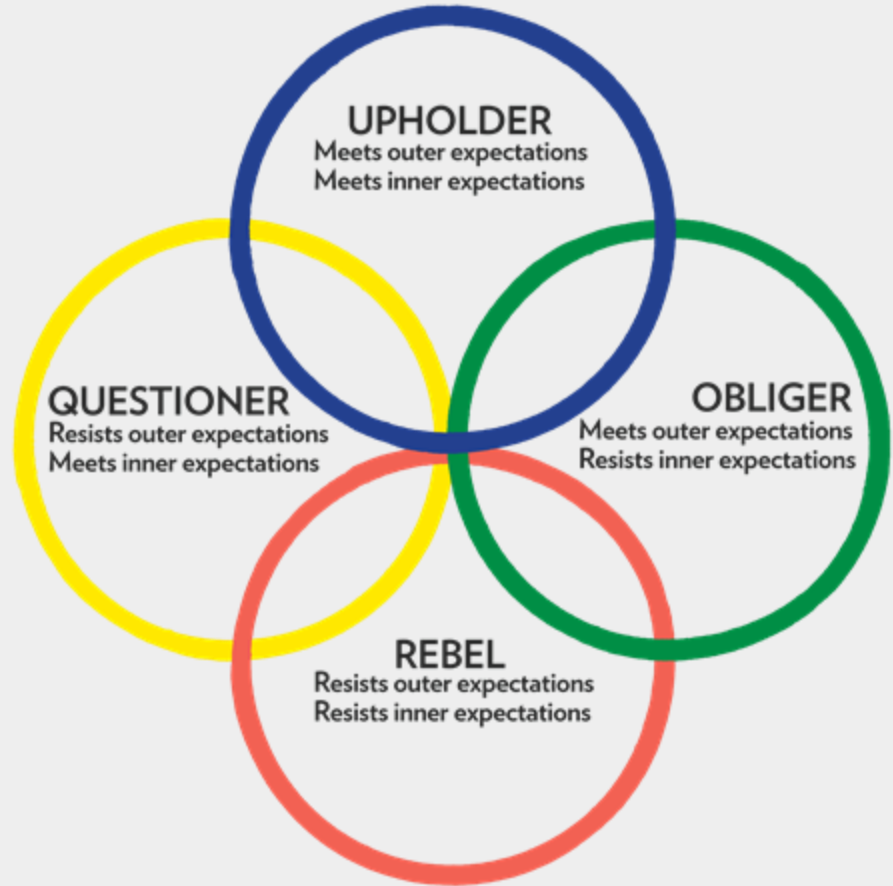 UPHOLDER
Meets outer expectations
Meets inner expectations
QUESTIONER
Resists outer expectations
Meets inner expectations
OBLIGER
Meets outer expectations
Resists inner expectations
REBEL
Resists outer expectations
Resists inner expectations